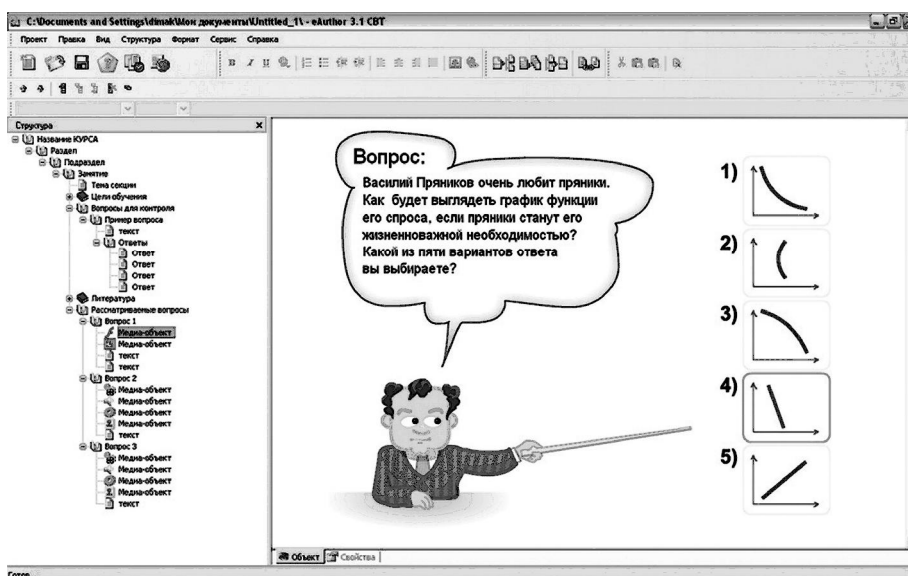 C:\Documents and Settings\dimak\Мои документы\Untitled_1\ - eAuthor 3.1 CBT
Проект Правка Вид Структура Формат Сервис Справка
Структура
Название КУРСА
Раздел
Подраздел
Занятие
Тема секции
Цели обучения
Вопросы для контроля
Пример вопроса
текст
Ответы
Ответ
Ответ
Ответ
Ответ
Литература
Рассматриваемые вопросы
Вопрос 1
Медиа-объект
Медиа-объект
текст
текст
Вопрос 2
Медиа-объект
Медиа-объект
Медиа-объект
Медиа-объект
текст
Вопрос 3
Медиа-объект
Медиа-объект
Медиа-объект
Медиа-объект
текст
Вопрос:
Василий Пряников очень любит пряники.
Как будет выглядеть график функции
его спроса, если пряники станут его
жизненноважной необходимостью?
Какой из пяти вариантов ответа
вы выбираете?
1)
2)
3)
4)
5)
Объект Свойства
Готов